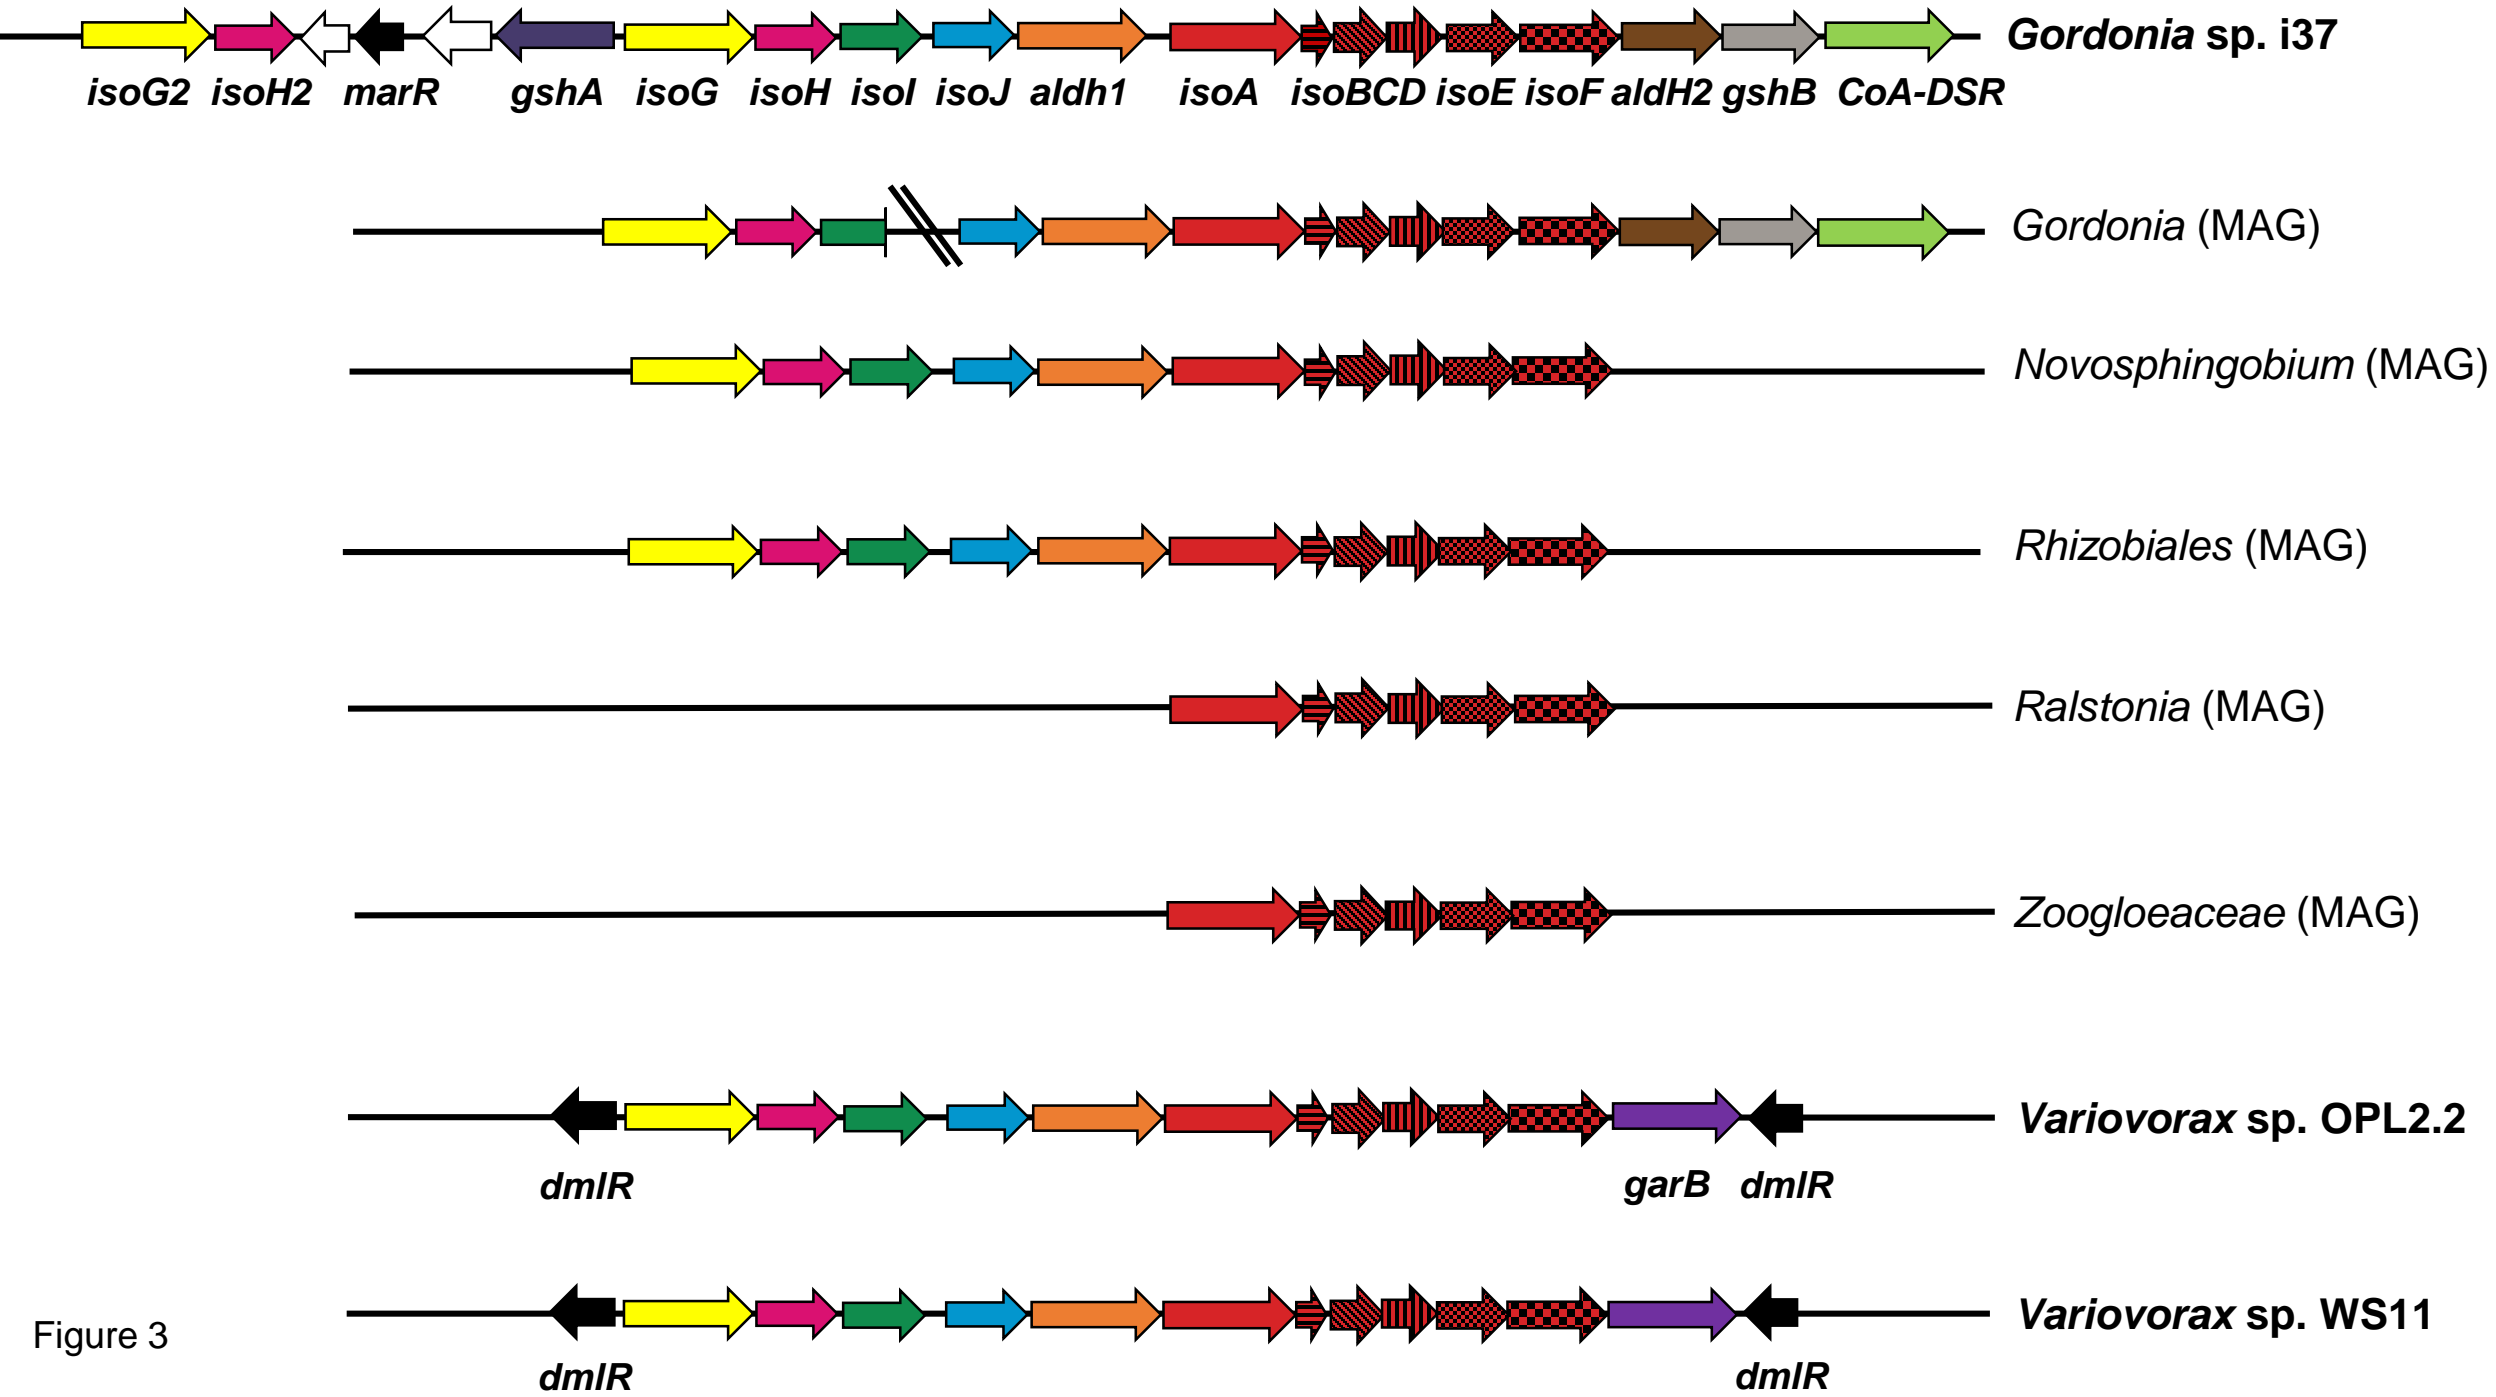 Gordonia sp. i37
isoG2 isoH2 marR gshA isoG isoH isoI isoJ aldh1 isoA isoBCD isoE isoF aldH2 gshB CoA-DSR
Gordonia (MAG)
Novosphingobium (MAG)
Rhizobiales (MAG)
Ralstonia (MAG)
Zoogloeaceae (MAG)
Variovorax sp. OPL2.2
dmlR garB dmlR
Variovorax sp. WS11
Figure 3
dmlR dmlR